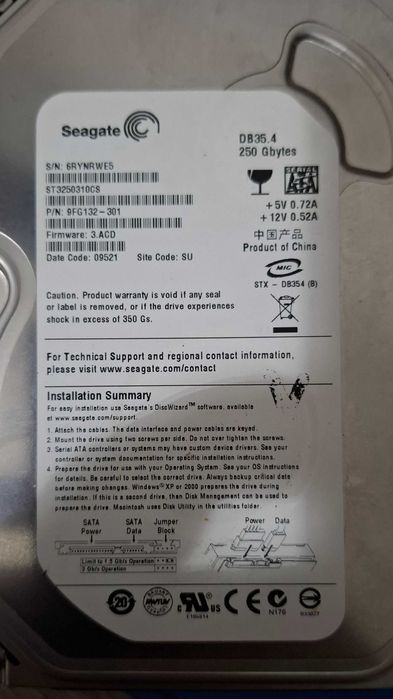 Seagate
DB35.4
250 Gbytes
S/N: 6RYNRWE5
ST3250310CS
SERIAL
SATA
+5V 0.72A
+12V 0.52A
P/N: 9FG132-301
Firmware: 3.ACD
中国产品
Product of China
Date Code: 09521 Site Code: SU
MIC
STX - DB354 (B)
Caution. Product warranty is void if any seal
or label is removed, or if the drive experiences
shock in excess of 350 Gs.
For Technical Support and regional contact information,
please visit www.seagate.com/contact
Installation Summary
For easy installation use Seagate's DiscWizard™ software, available
at www.seagate.com/support.
1. Attach the cables. The data interface and power cables are keyed.
2. Mount the drive using two screws per side. Do not over tighten the screws.
3. Serial ATA controllers or systems may have custom device drivers. See your
controller or system documentation for specific installation instructions.
4. Prepare the drive for use with your Operating System. See your OS instructions
for details. Be careful to select the correct drive. Always backup critical date
before making changes. Windows® XP or 2000 prepares the drive during
installation. If this is a second drive, than Disk Management can be used to
prepare the drive. Macintosh uses Disk Utility in the utilities folder.
SATA Power
SATA Data
Jumper Block
Power Data
Limit to 1.5 Gb/s Operation
3 Gb/s Operation
20
c RU us
CE
N176